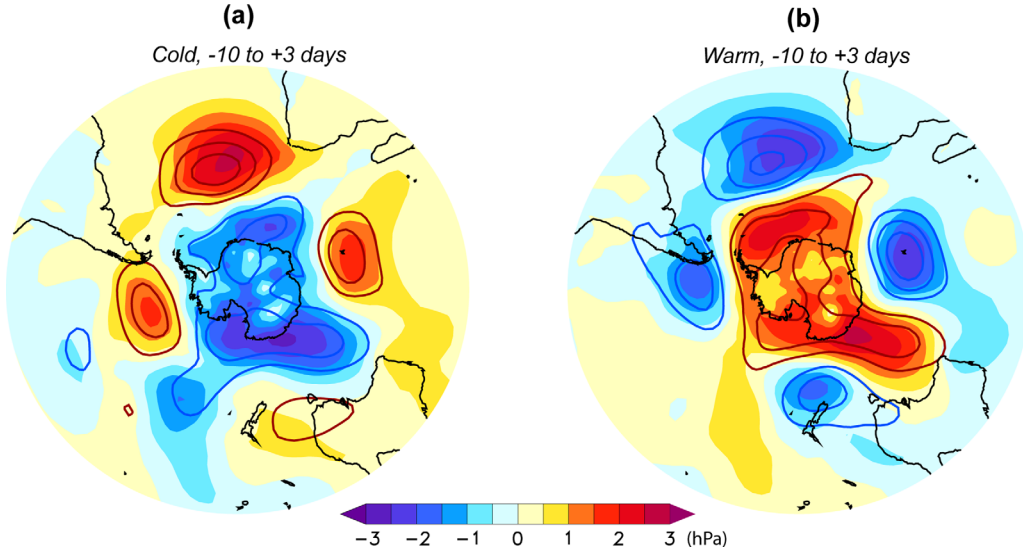 (a) (b)
Cold, -10 to +3 days Warm, -10 to +3 days
−3 −2 −1 0 1 2 3 (hPa)